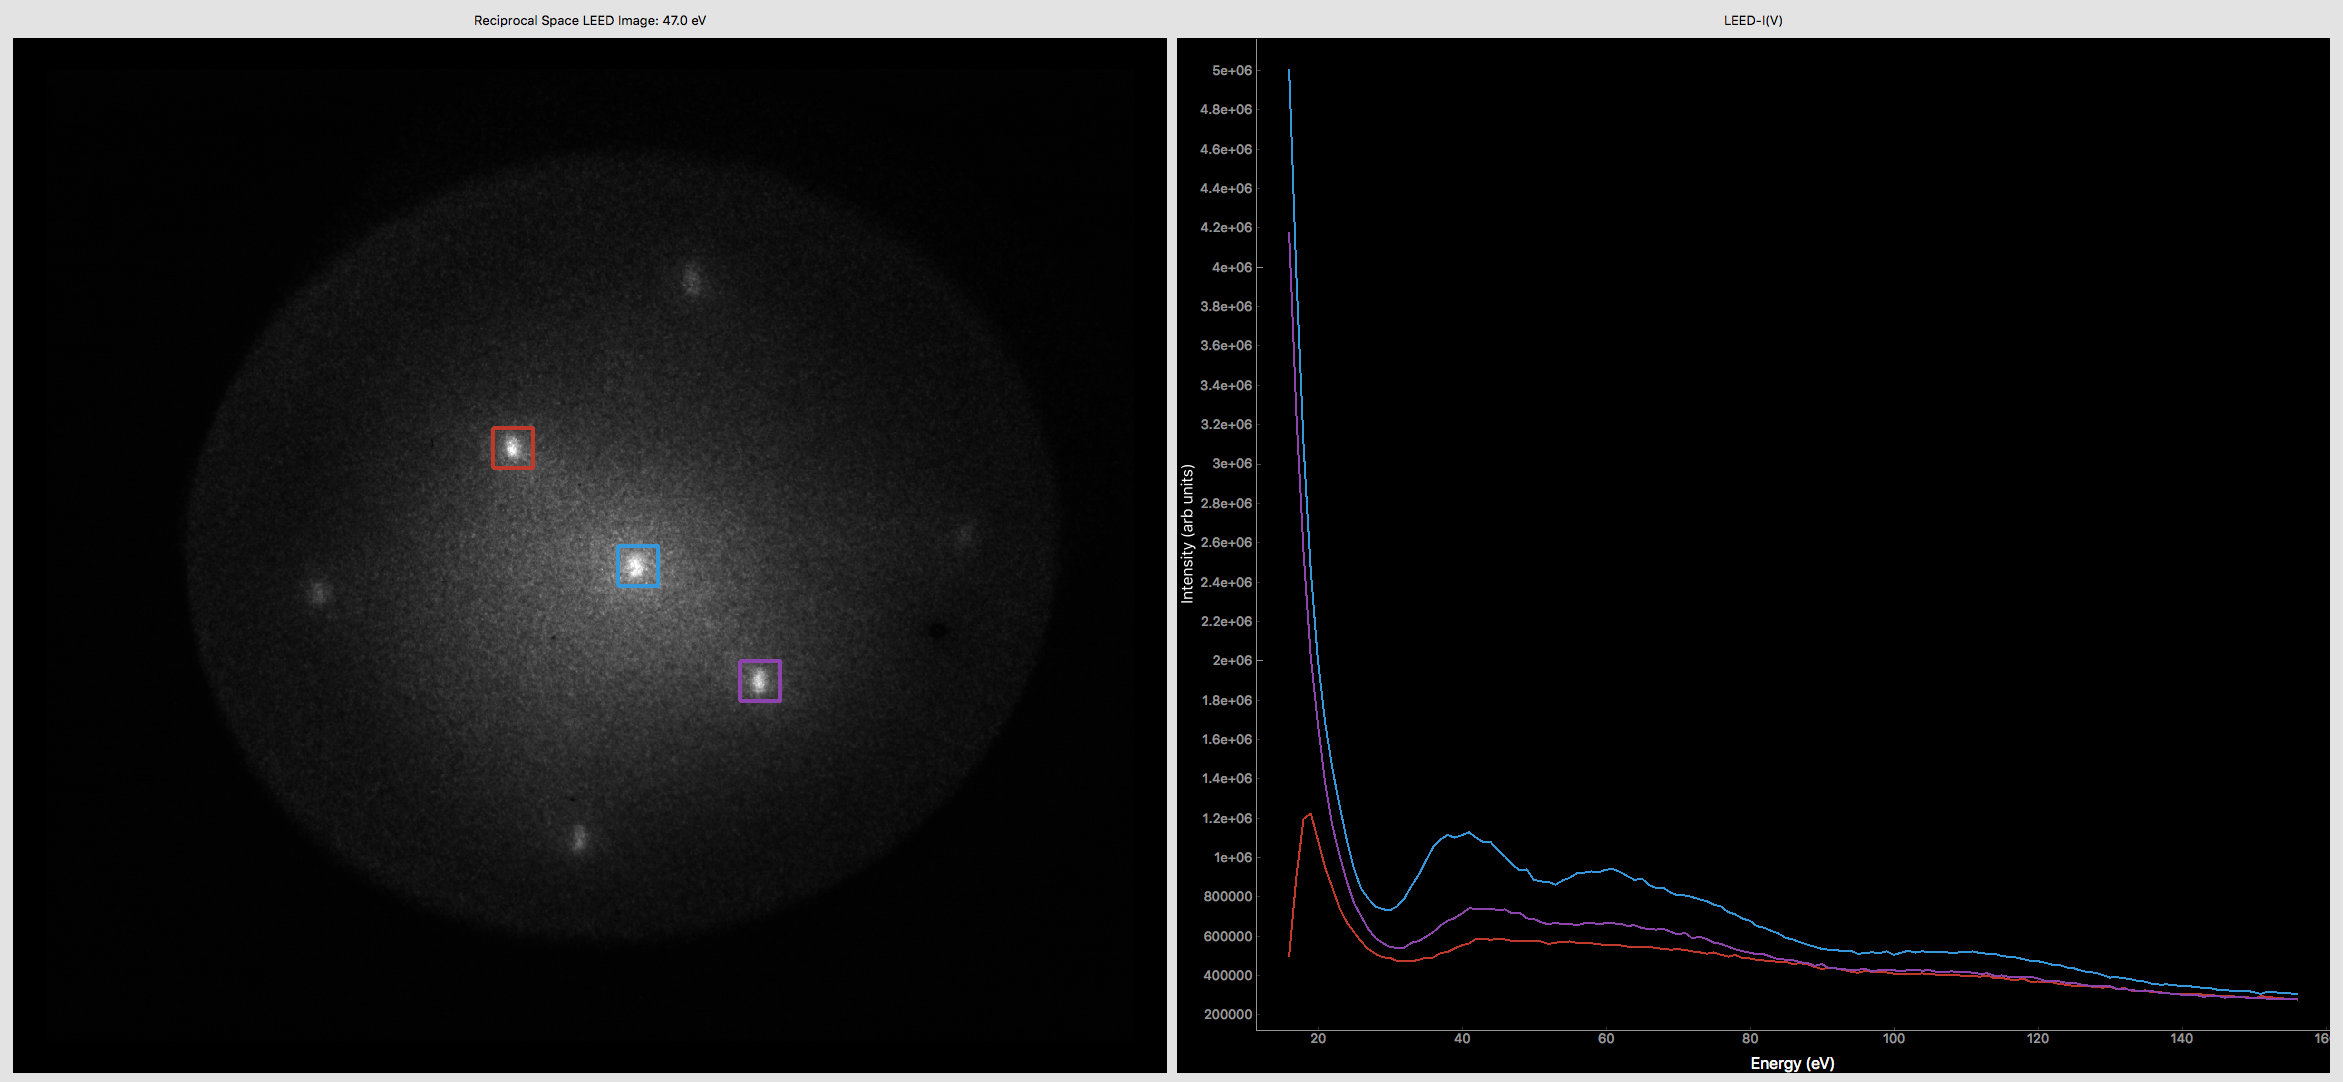 Reciprocal Space LEED Image: 47.0 eV
LEED-I(V)
5e+06
4.8e+06
4.6e+06
4.4e+06
4.2e+06
4e+06
3.8e+06
3.6e+06
3.4e+06
3.2e+06
3e+06
2.8e+06
2.6e+06
2.4e+06
2.2e+06
2e+06
1.8e+06
1.6e+06
1.4e+06
1.2e+06
1e+06
800000
600000
400000
200000
Intensity (arb units)
20 40 60 80 100 120 140 16
Energy (eV)